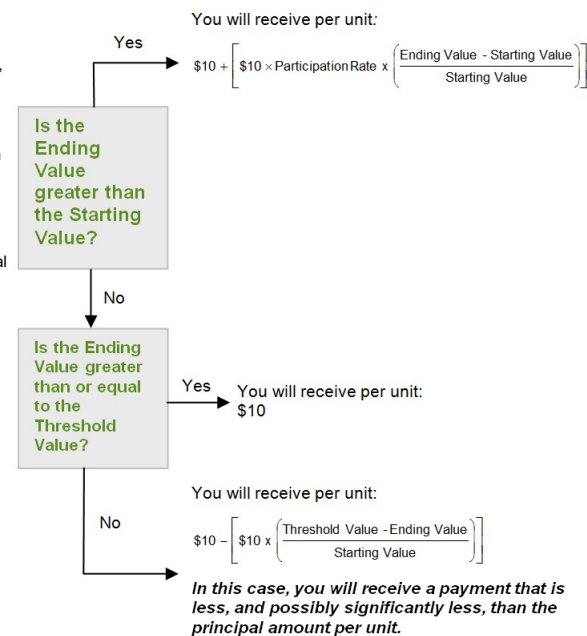 You will receive per unit:
Yes
$10 + [ $10 × Participation Rate x ( Ending Value - Starting Value / Starting Value ) ]
,
Is the
Ending
Value
greater than
the Starting
Value?
al
No
Is the Ending
Value greater
than or equal
to the
Threshold
Value?
Yes
You will receive per unit:
$10
You will receive per unit:
No
$10 – [ $10 x ( Threshold Value - Ending Value / Starting Value ) ]
In this case, you will receive a payment that is
less, and possibly significantly less, than the
principal amount per unit.